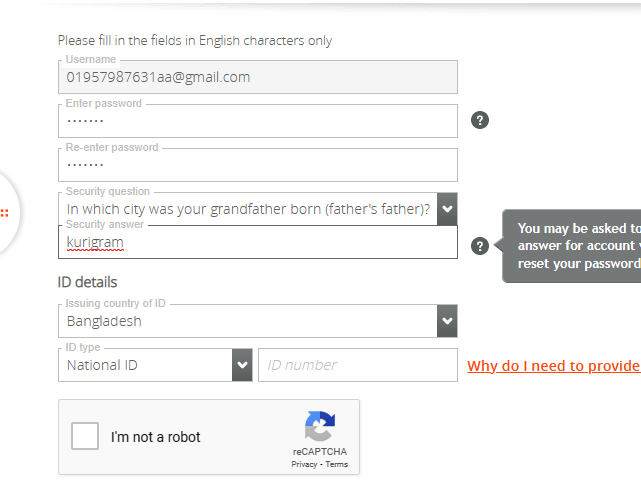 Please fill in the fields in English characters only
Username
01957987631aa@gmail.com
Enter password
•••••••
?
Re-enter password
•••••••
Security question
In which city was your grandfather born (father's father)?
Security answer
kurigram
?
You may be asked to
answer for account
reset your password
ID details
Issuing country of ID
Bangladesh
ID type
National ID
ID number
Why do I need to provide
I'm not a robot
reCAPTCHA
Privacy - Terms